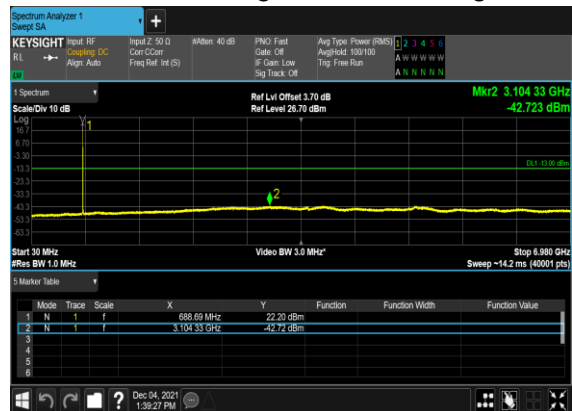 Spectrum Analyzer 1
Swept SA
+
KEYSIGHT Input: RF Input Z: 50 Ω #Atten: 40 dB PNO: Fast Avg Type: Power (RMS) 1 2 3 4 5 6
RL Coupling: DC Corr CCorr Gate: Off Avg|Hold: 100/100 A W W W W W
Align: Auto Freq Ref: Int (S) IF Gain: Low Trig: Free Run
Sig Track: Off A N N N N N
1 Spectrum Ref Lvl Offset 3.70 dB Mkr2 3.104 33 GHz
Scale/Div 10 dB Ref Level 26.70 dBm -42.723 dBm
Log
16.7
1
6.70
-3.30
-13.3 DL1 -13.00 dBm
-23.3
-33.3
2
-43.3
-53.3
-63.3
Start 30 MHz Video BW 3.0 MHz* Stop 6.980 GHz
#Res BW 1.0 MHz Sweep ~14.2 ms (40001 pts)
5 Marker Table
Mode Trace Scale X Y Function Function Width Function Value
1 N 1 f 688.69 MHz 22.20 dBm
2 N 1 f 3.104 33 GHz -42.72 dBm
3
4
5
6
? Dec 04, 2021
1:39:27 PM